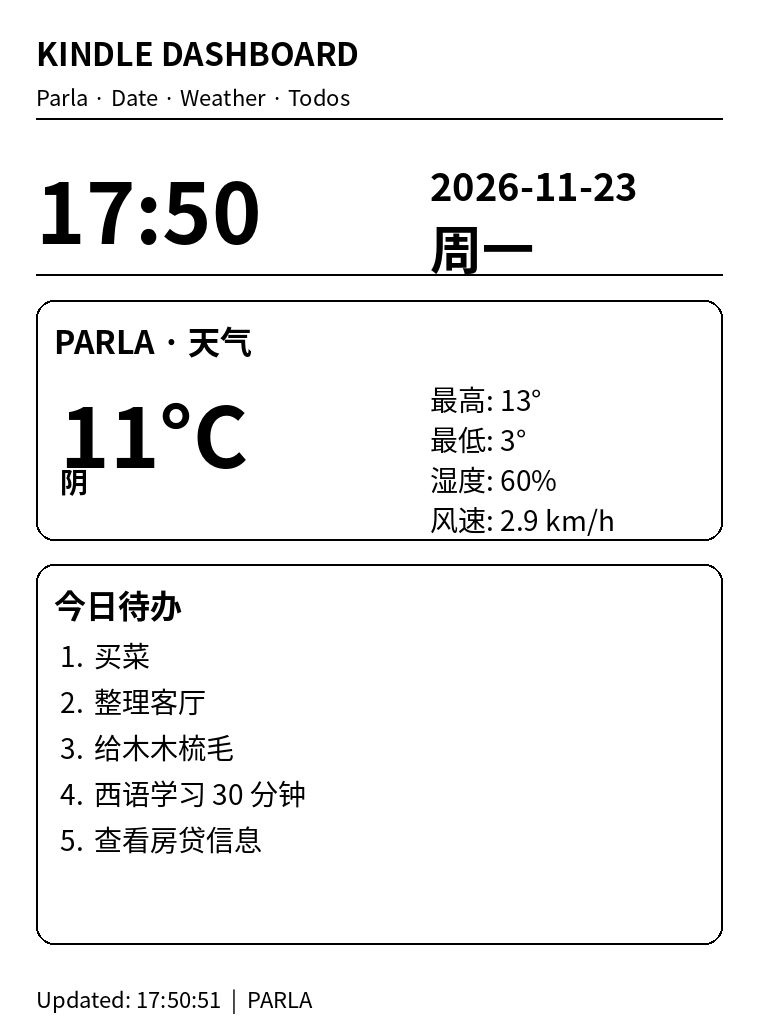 KINDLE DASHBOARD
Parla · Date · Weather · Todos
17:50
2026-11-23
周一
PARLA · 天气
11°C
阴
最高: 13°
最低: 3°
湿度: 60%
风速: 2.9 km/h
今日待办
1. 买菜
2. 整理客厅
3. 给木木梳毛
4. 西语学习 30 分钟
5. 查看房贷信息
Updated: 17:50:51 | PARLA